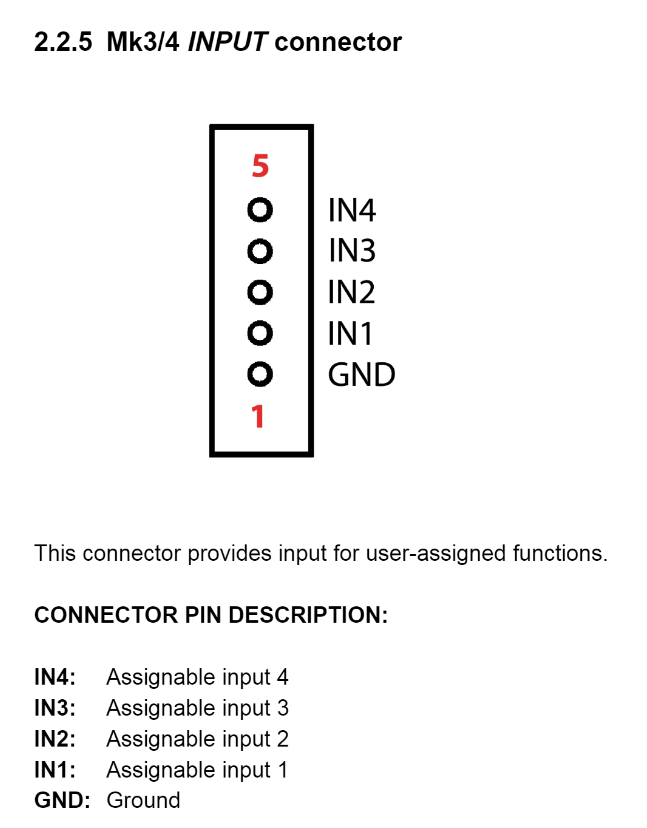 2.2.5 Mk3/4 INPUT connector
5
IN4
IN3
IN2
IN1
GND
1
This connector provides input for user-assigned functions.
CONNECTOR PIN DESCRIPTION:
IN4: Assignable input 4
IN3: Assignable input 3
IN2: Assignable input 2
IN1: Assignable input 1
GND: Ground